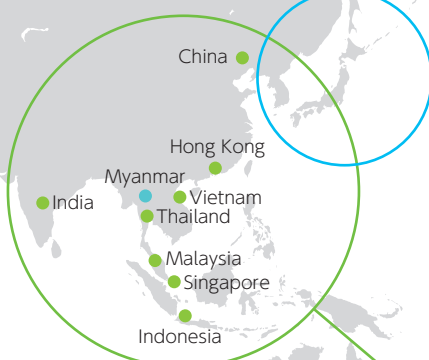 China
Hong Kong
Myanmar
India
Vietnam
Thailand
Malaysia
Singapore
Indonesia